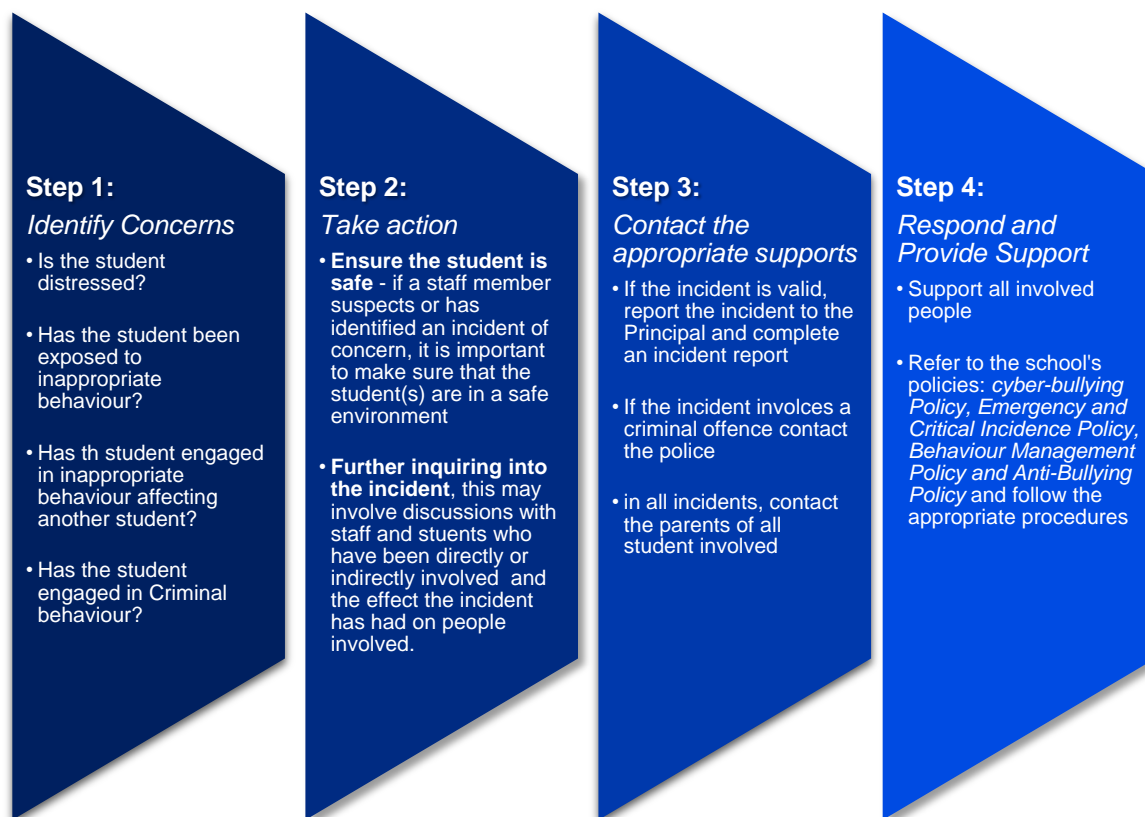 Step 1:
Identify Concerns
• Is the student
distressed?
• Has the student been
exposed to
inappropriate
behaviour?
• Has th student engaged
in inappropriate
behaviour affecting
another student?
• Has the student
engaged in Criminal
behaviour?
Step 2:
Take action
• Ensure the student is
safe - if a staff member
suspects or has
identified an incident of
concern, it is important
to make sure that the
student(s) are in a safe
environment
• Further inquiring into
the incident, this may
involve discussions with
staff and stuents who
have been directly or
indirectly involved and
the effect the incident
has had on people
involved.
Step 3:
Contact the
appropriate supports
• If the incident is valid,
report the incident to the
Principal and complete
an incident report
• If the incident involces a
criminal offence contact
the police
• in all incidents, contact
the parents of all
student involved
Step 4:
Respond and
Provide Support
• Support all involved
people
• Refer to the school's
policies: cyber-bullying
Policy, Emergency and
Critical Incidence Policy,
Behaviour Management
Policy and Anti-Bullying
Policy and follow the
appropriate procedures